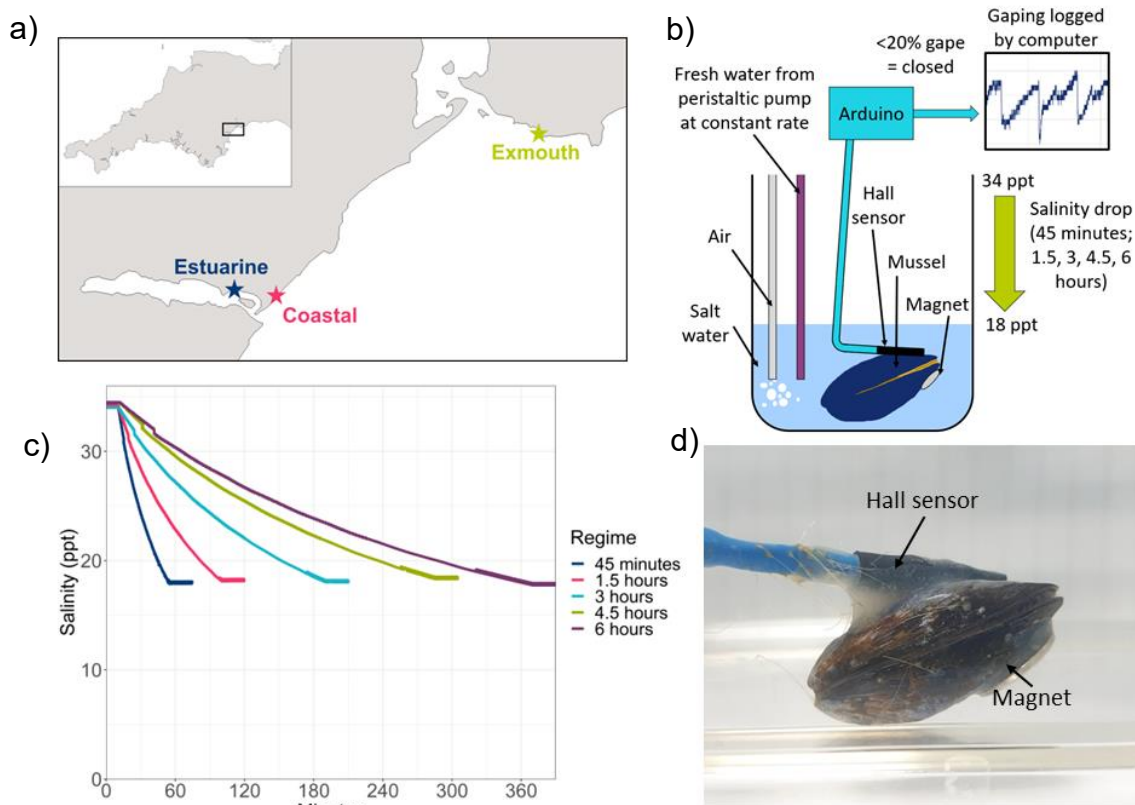 a)
Exmouth
Estuarine
Coastal
b)
Gaping logged
by computer
<20% gape
= closed
Fresh water from
peristaltic pump
at constant rate
Arduino
34 ppt
Hall
sensor
Salinity drop
(45 minutes;
1.5, 3, 4.5, 6
hours)
Air
Mussel
Magnet
Salt
water
18 ppt
c)
Salinity (ppt)
30
20
10
0
0 60 120 180 240 300 360
Regime
45 minutes
1.5 hours
3 hours
4.5 hours
6 hours
d)
Hall sensor
Magnet